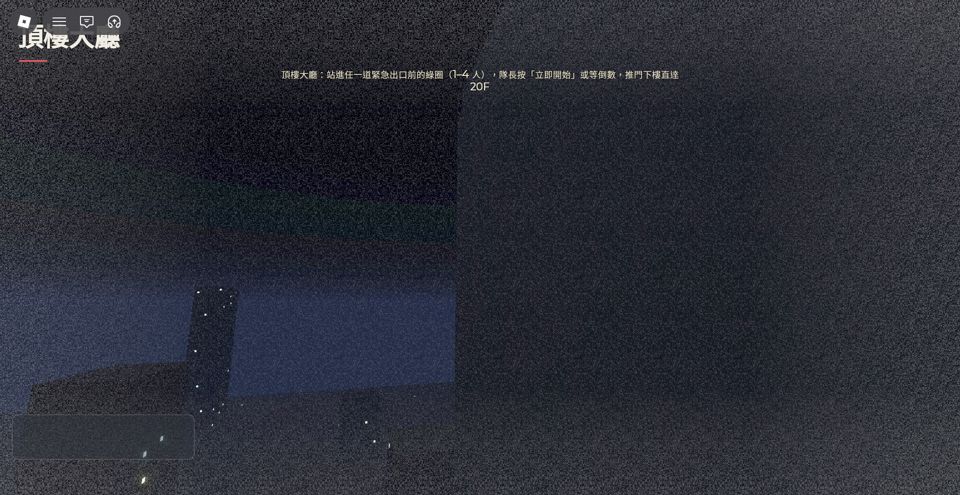 頂樓大廳
頂樓大廳：站進任一道緊急出口前的綠圈（1–4 人），隊長按「立即開始」或等倒數，推門下樓直達
20F